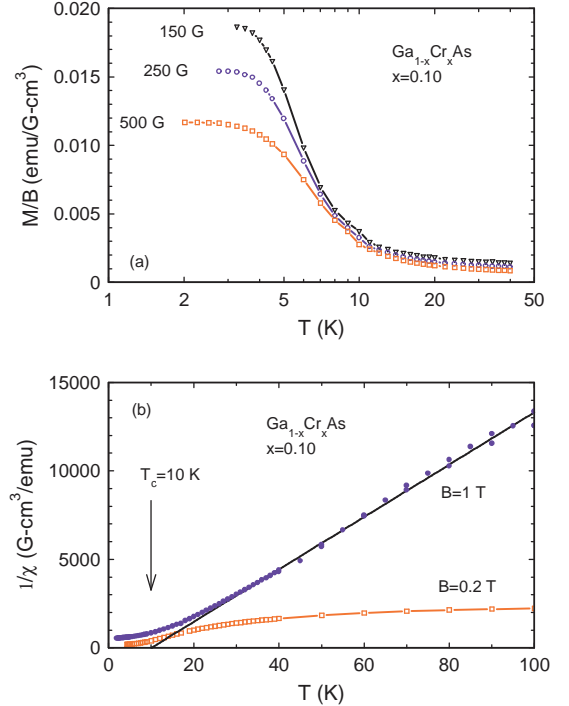 0.020
0.015
0.010
0.005
0
M/B (emu/G-cm³)
150 G
250 G
500 G
Ga₁₋ₓCrₓAs
x=0.10
(a)
1 2 5 10 20 50
T (K)
15000
10000
5000
0
1/χ (G-cm³/emu)
(b)
Ga₁₋ₓCrₓAs
x=0.10
T꜀=10 K
B=1 T
B=0.2 T
0 20 40 60 80 100
T (K)